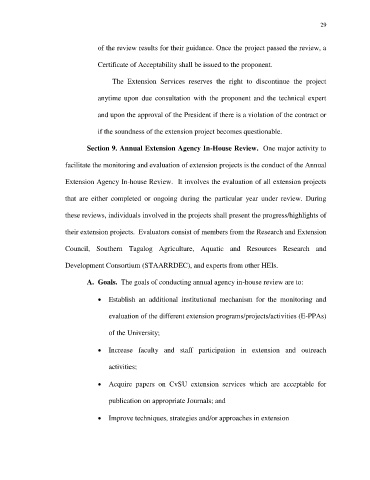 29
of the review results for their guidance. Once the project passed the review, a
Certificate of Acceptability shall be issued to the proponent.
The Extension Services reserves the right to discontinue the project
anytime upon due consultation with the proponent and the technical expert
and upon the approval of the President if there is a violation of the contract or
if the soundness of the extension project becomes questionable.
Section 9. Annual Extension Agency In-House Review. One major activity to
facilitate the monitoring and evaluation of extension projects is the conduct of the Annual
Extension Agency In-house Review. It involves the evaluation of all extension projects
that are either completed or ongoing during the particular year under review. During
these reviews, individuals involved in the projects shall present the progress/highlights of
their extension projects. Evaluators consist of members from the Research and Extension
Council, Southern Tagalog Agriculture, Aquatic and Resources Research and
Development Consortium (STAARRDEC), and experts from other HEIs.
A. Goals. The goals of conducting annual agency in-house review are to:
• Establish an additional institutional mechanism for the monitoring and
evaluation of the different extension programs/projects/activities (E-PPAs)
of the University;
• Increase faculty and staff participation in extension and outreach
activities;
• Acquire papers on CvSU extension services which are acceptable for
publication on appropriate Journals; and
• Improve techniques, strategies and/or approaches in extension